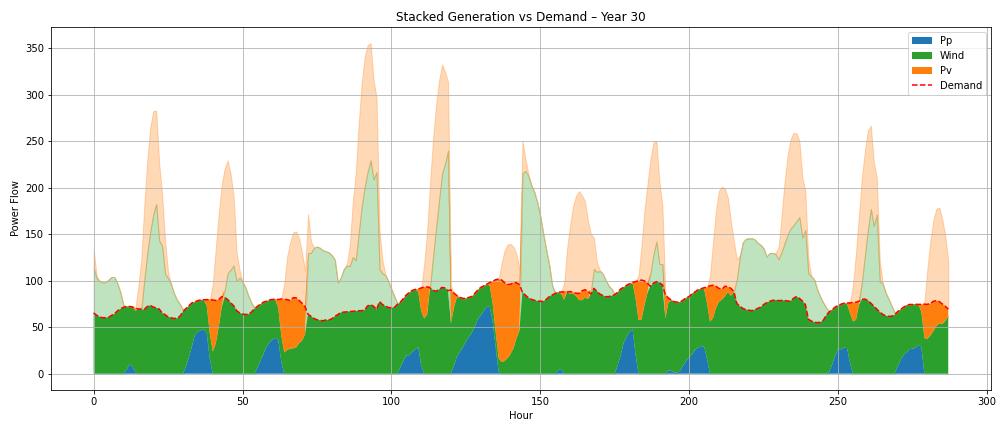 Stacked Generation vs Demand – Year 30
Pp
Wind
Pv
Demand
Power Flow
350
300
250
200
150
100
50
0
0 50 100 150 200 250 300
Hour